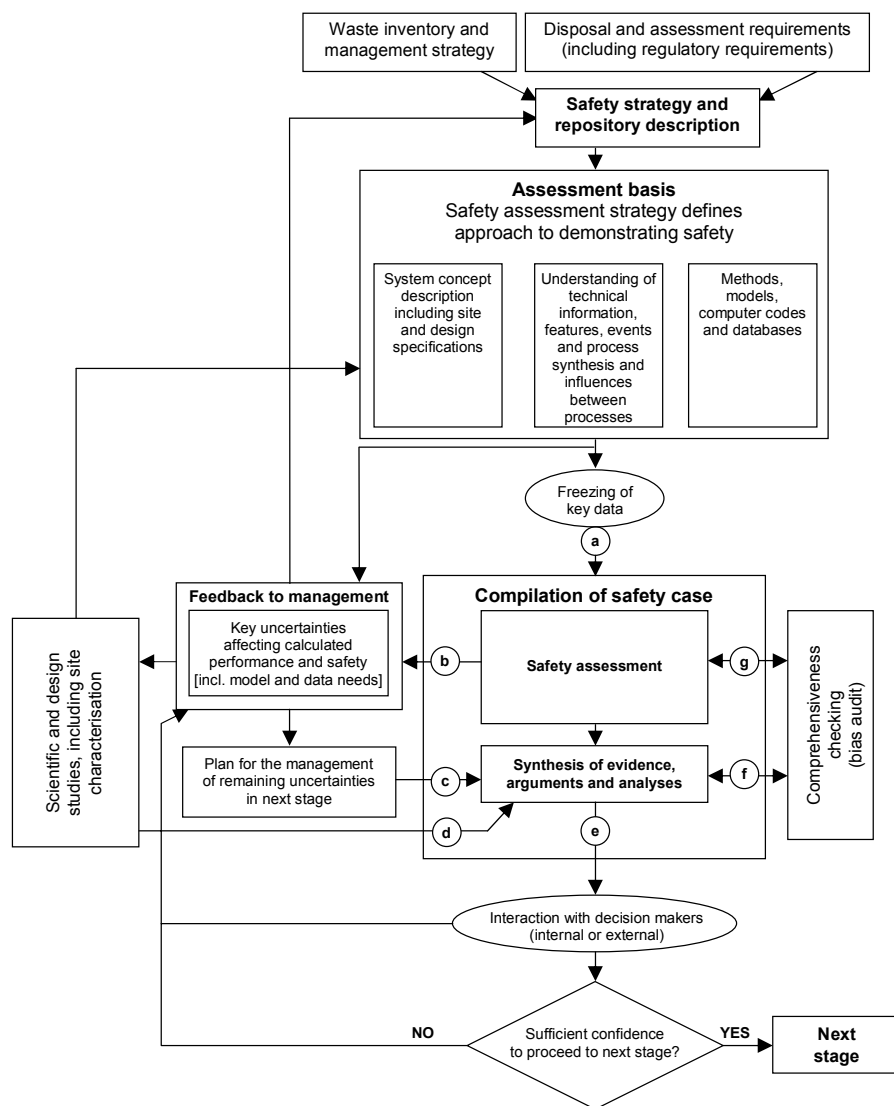 Waste inventory and
management strategy
Disposal and assessment requirements
(including regulatory requirements)
Safety strategy and
repository description
Assessment basis
Safety assessment strategy defines
approach to demonstrating safety
System concept
description
including site
and design
specifications
Understanding of
technical
information,
features, events
and process
synthesis and
influences
between
processes
Methods,
models,
computer codes
and databases
Freezing of
key data
a
Feedback to management
Key uncertainties
affecting calculated
performance and safety
[incl. model and data needs]
Compilation of safety case
Safety assessment
b
g
Scientific and design
studies, including site
characterisation
Comprehensiveness
checking
(bias audit)
Plan for the management
of remaining uncertainties
in next stage
c
Synthesis of evidence,
arguments and analyses
f
d
e
Interaction with decision makers
(internal or external)
NO
Sufficient confidence
to proceed to next stage?
YES
Next
stage